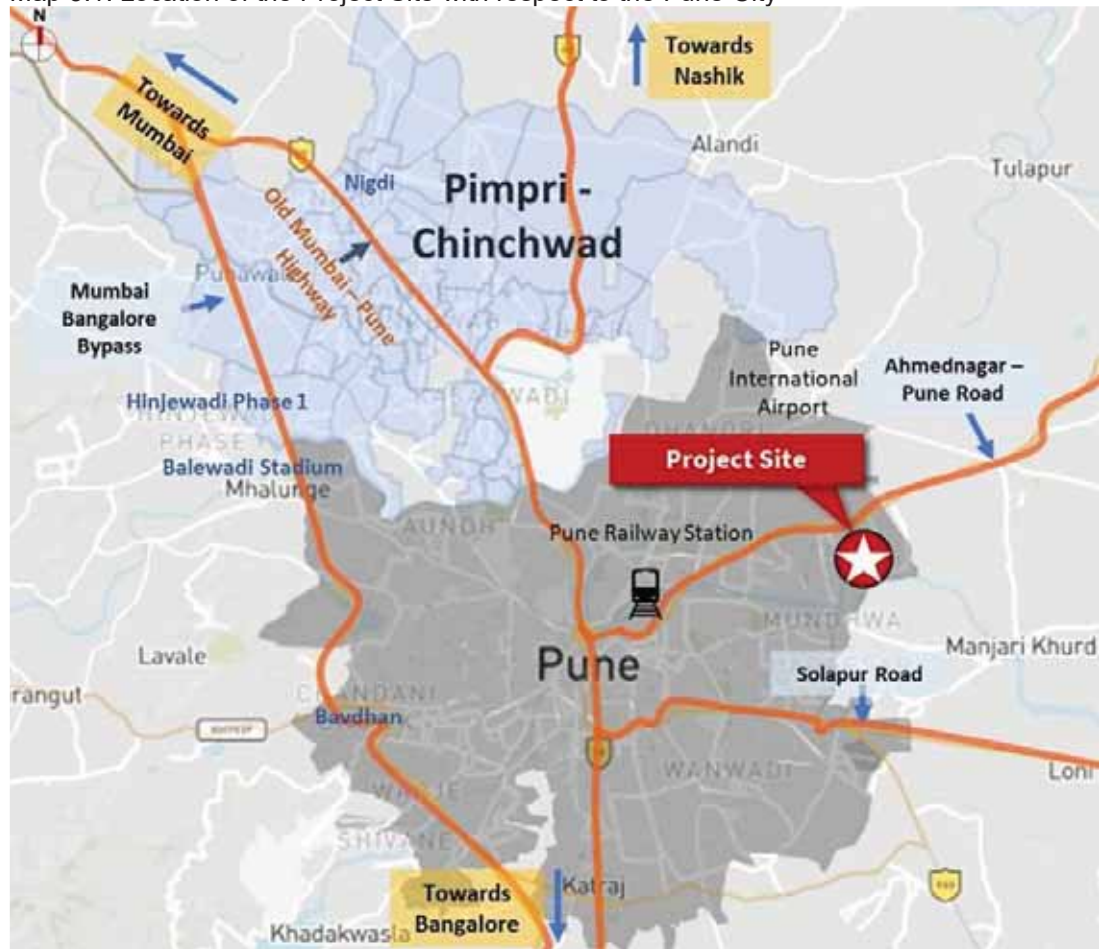 N
Towards
Nashik
Towards
Mumbai
Alandi
Tulapur
Nigdi
Pimpri -
Chinchwad
Old Mumbai – Pune
Highway
Mumbai
Bangalore
Bypass
Pune
International
Airport
Ahmednagar –
Pune Road
Hinjewadi Phase 1
PHASE
Balewadi Stadium
Mhalunge
Project Site
AUNDH
Pune Railway Station
MUNDHWA
Lavale
Pune
Manjari Khurd
Solapur Road
CHANDANI
Bavdhan
WANWADI
Loni
SHIVANE
Towards
Bangalore
Katraj
Khadakwasla